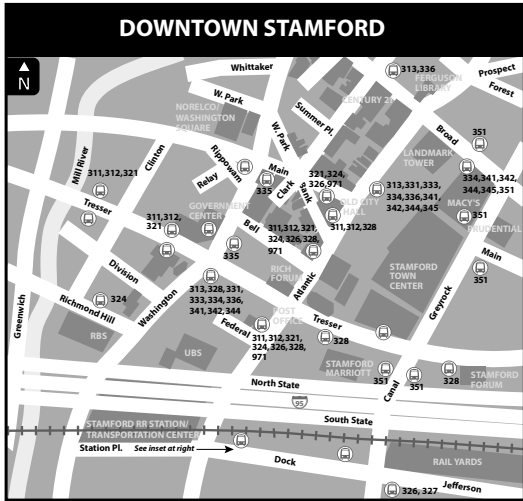 DOWNTOWN STAMFORD
N
Whittaker
313,336
FERGUSON
LIBRARY
Prospect
Forest
W. Park
CENTURY 21
NORELCO/
WASHINGTON
SQUARE
Summer Pl.
W. Park
Broad
351
Mill River
Clinton
Rippowam
Main
LANDMARK
TOWER
311,312,321
Relay
335
Clark
Bank
321,324,
326,971
313,331,333,
334,336,341,
342,344,345
334,341,342,
344,345,351
Tresser
GOVERNMENT
CENTER
OLD CITY
HALL
MACY'S
351
PRUDENTIAL
311,312,
321
Bell
311,312,321,
324,326,328,
971
311,312,328
335
Main
351
Division
RICH
FORUM
Atlantic
STAMFORD
TOWN
CENTER
Greyrock
313,328,331,
333,334,336,
341,342,344
324
Richmond Hill
Washington
Greenwich
POST
OFFICE
Federal
Tresser
311,312,321,
324,326,328,
971
328
RBS
UBS
STAMFORD
MARRIOTT
351
351
328
STAMFORD
FORUM
North State
Canal
95
South State
STAMFORD RR STATION/
TRANSPORTATION CENTER
Station Pl.
See inset at right
Dock
RAIL YARDS
326, 327
Jefferson